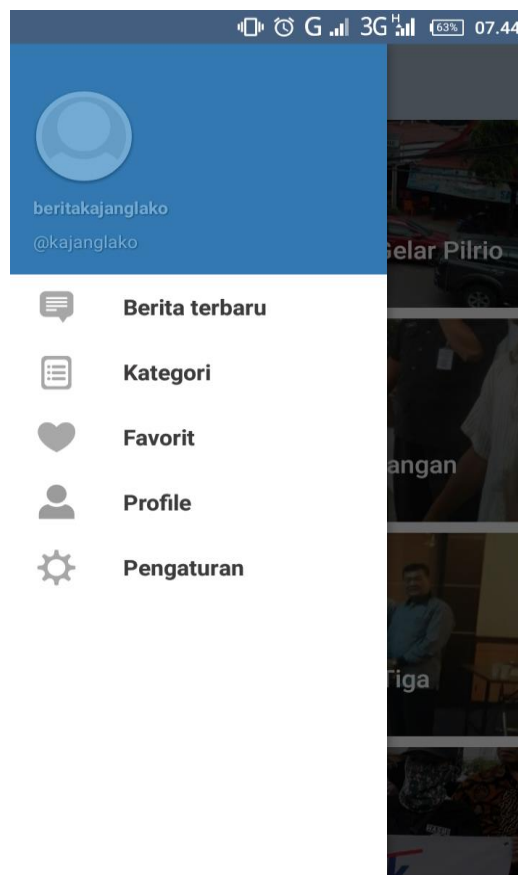 G 3G H 63% 07.44
beritakajanglako
@kajanglako
Berita terbaru
Kategori
Favorit
Profile
Pengaturan
Gelar Pilrio
angan
Tiga